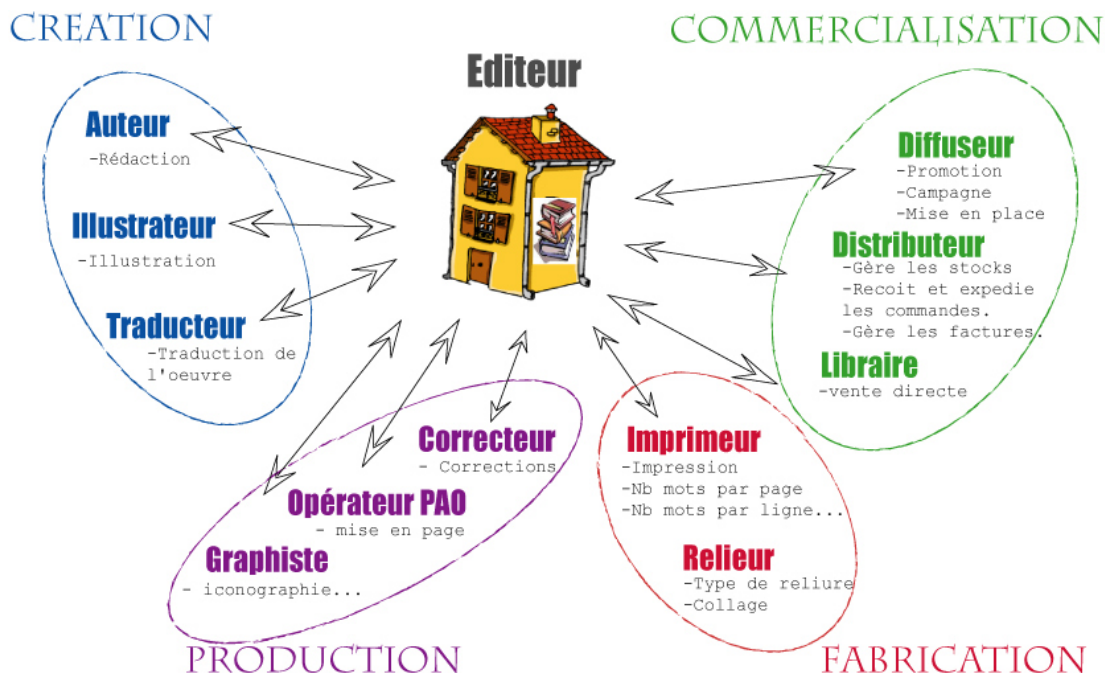 CREATION
COMMERCIALISATION
Editeur
Auteur
-Rédaction
Illustrateur
-Illustration
Traducteur
-Traduction de
l'oeuvre
Diffuseur
-Promotion
-Campagne
-Mise en place
Distributeur
-Gère les stocks
-Recoit et expedie
les commandes.
-Gère les factures.
Libraire
-vente directe
Correcteur
- Corrections
Opérateur PAO
- mise en page
Graphiste
- iconographie...
PRODUCTION
Imprimeur
-Impression
-Nb mots par page
-Nb mots par ligne...
Relieur
-Type de reliure
-Collage
FABRICATION